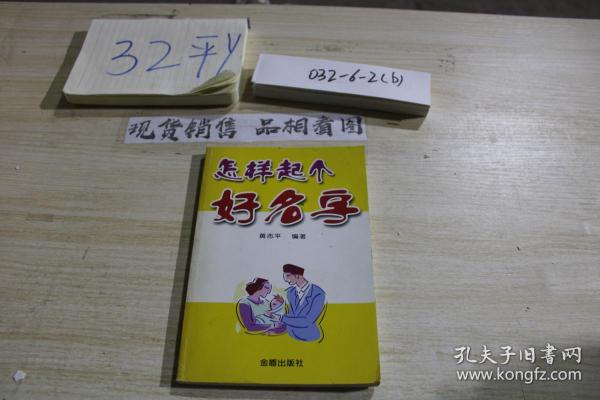 32平y
032-6-2(b)
现货销售 品相看图
怎样起个
好名字
黄志平 编著
金盾出版社
孔夫子旧书网
www.kongfz.com